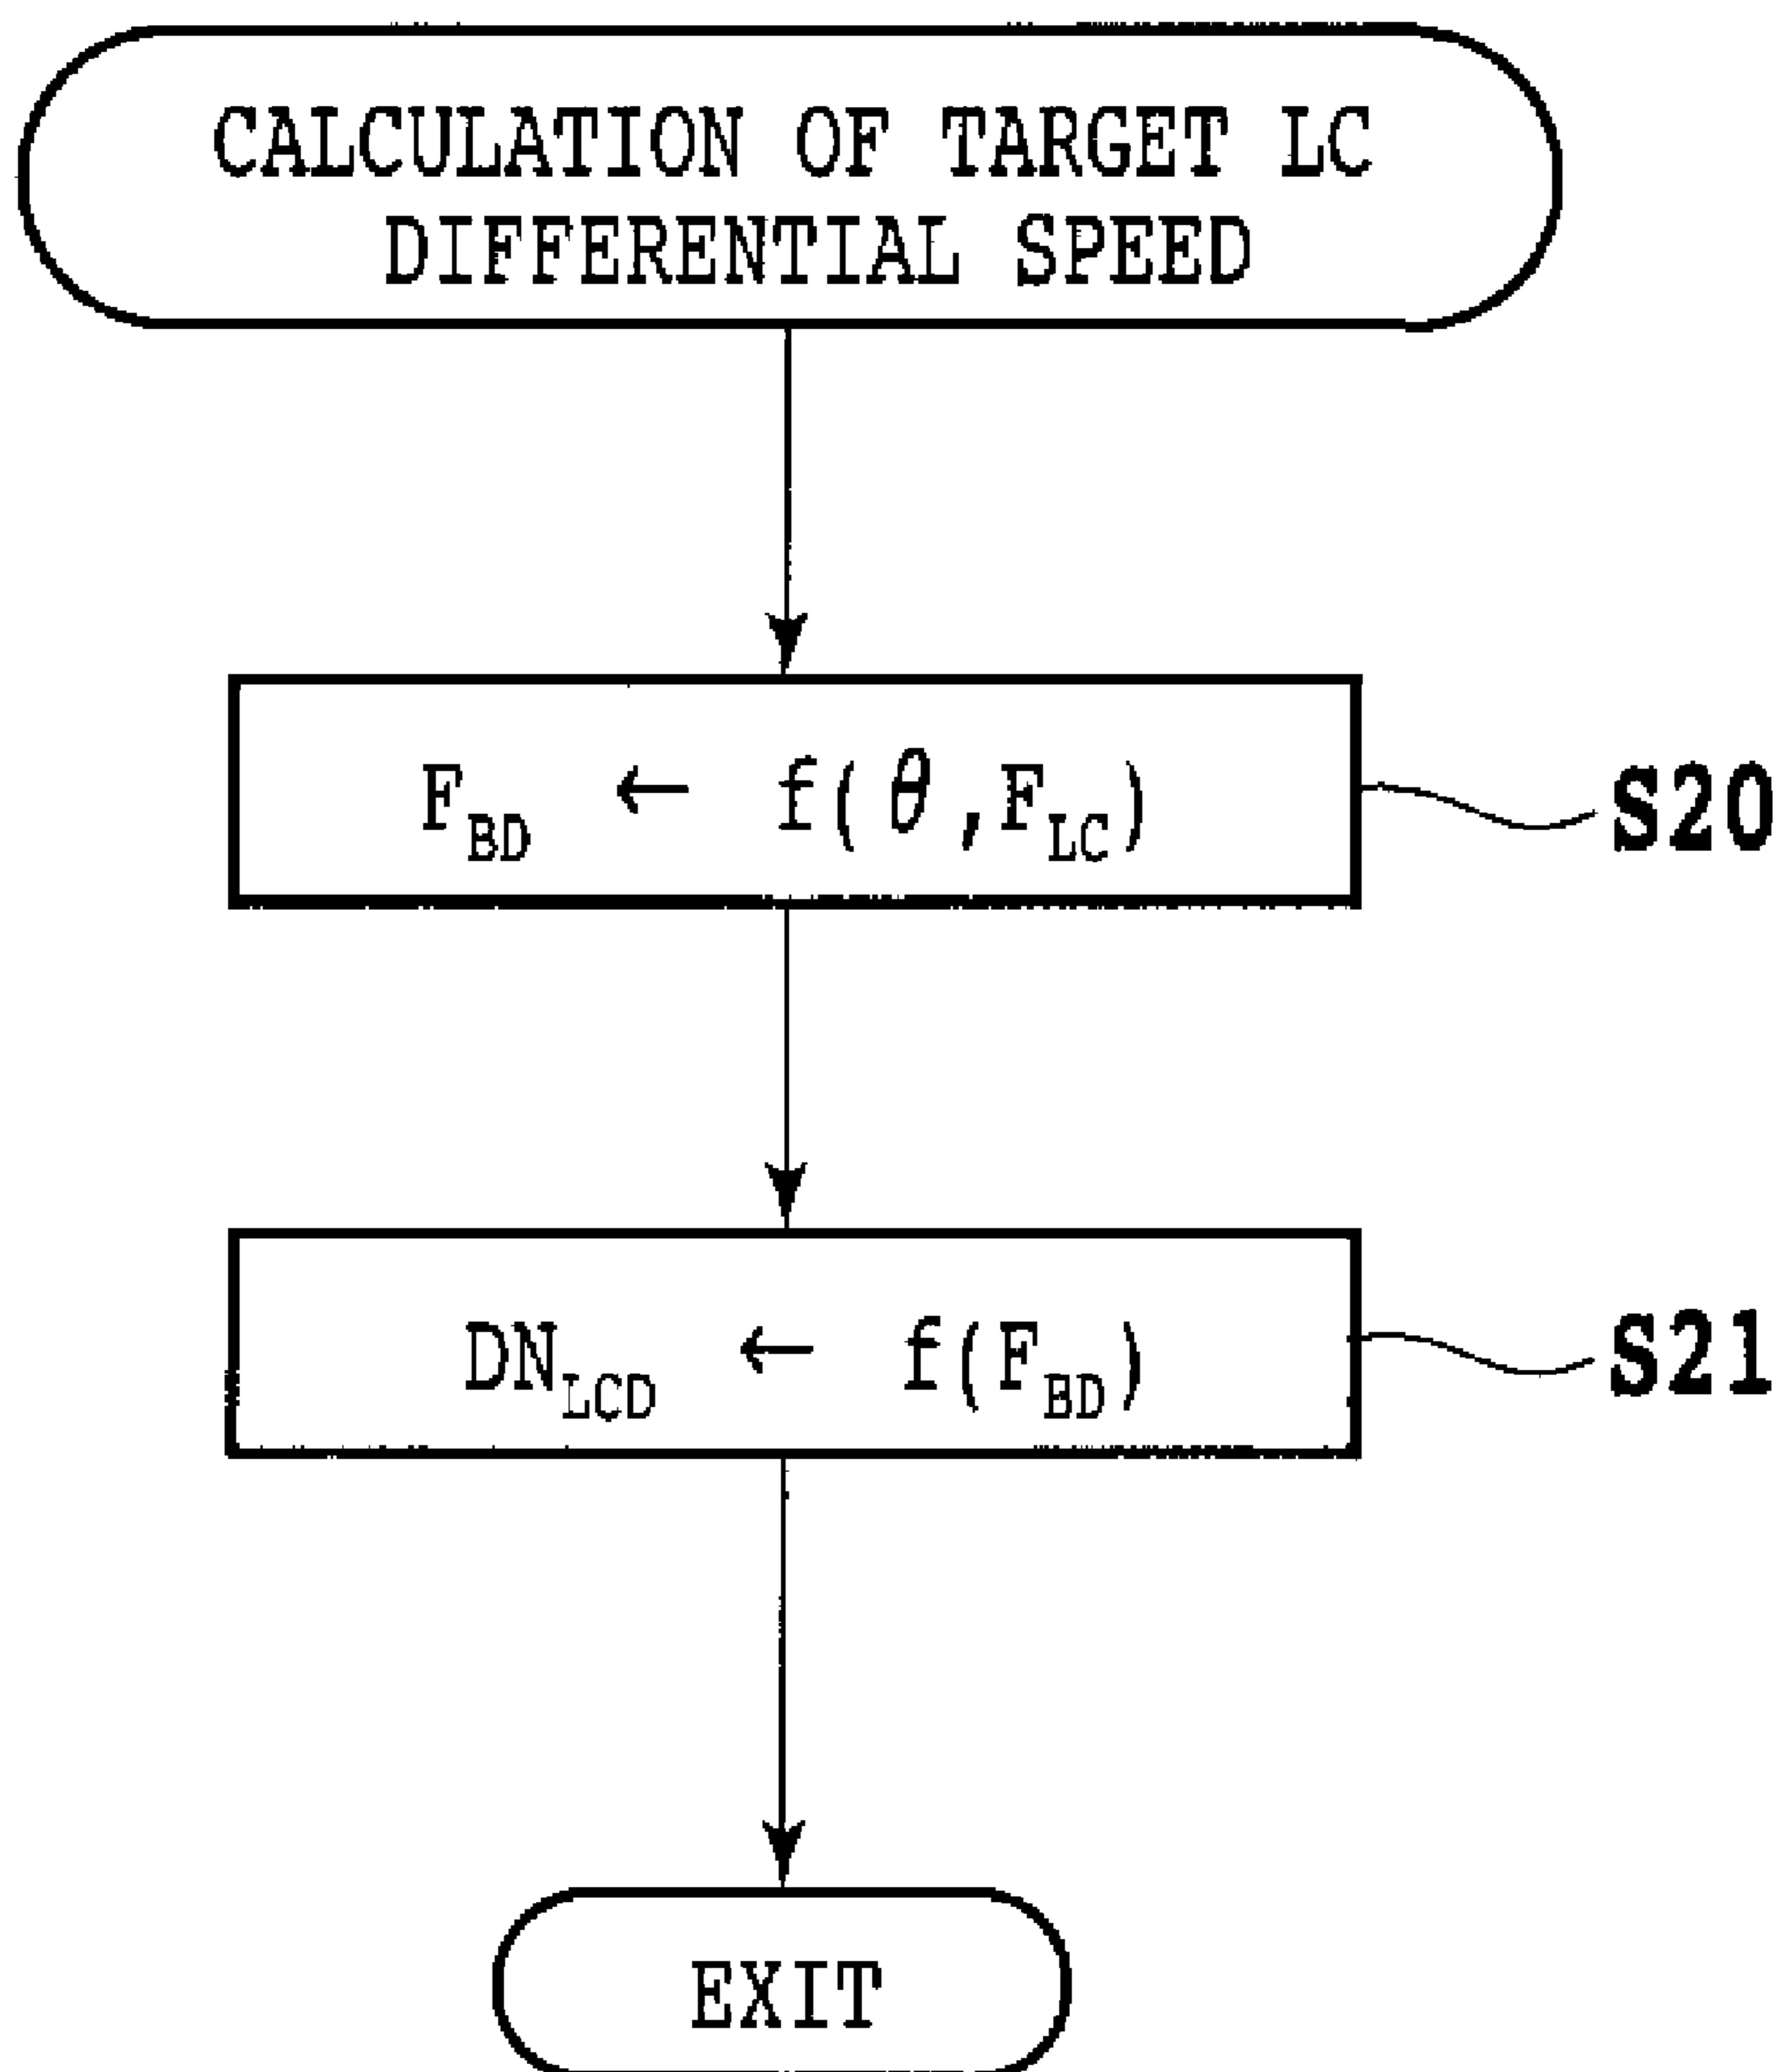 CALCULATION OF TARGET LC
DIFFERENTIAL SPEED
F_BD ← f(θ,F_LC)
S20
DN_LCD ← f(F_BD)
S21
EXIT